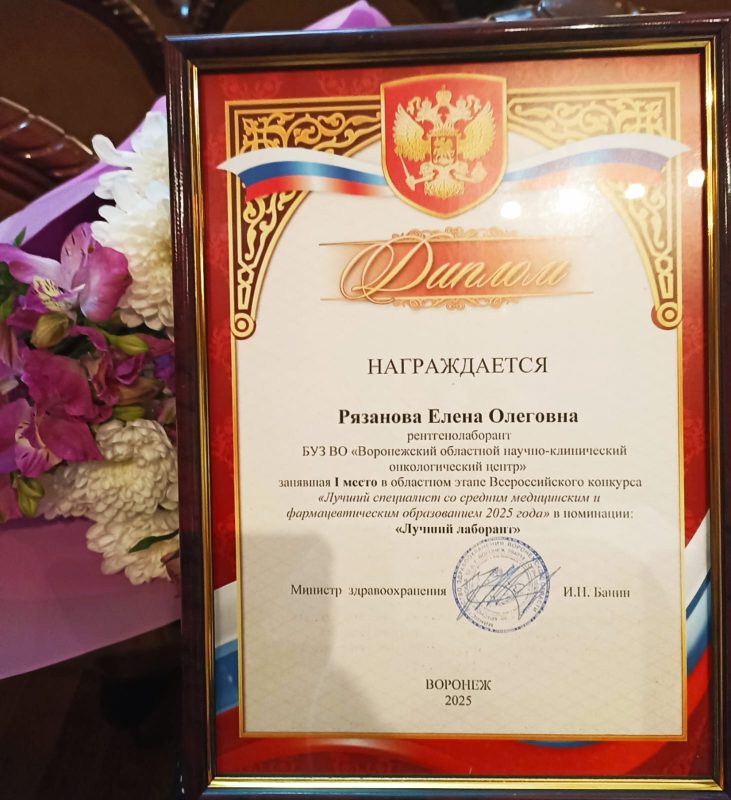 Диплом
НАГРАЖДАЕТСЯ
Рязанова Елена Олеговна
рентгенолаборант
БУЗ ВО «Воронежский областной научно-клинический
онкологический центр»
занявшая I место в областном этапе Всероссийского конкурса
«Лучший специалист со средним медицинским и
фармацевтическим образованием 2025 года» в номинации:
«Лучший лаборант»
Министр здравоохранения И.П. Банин
ВОРОНЕЖ
2025